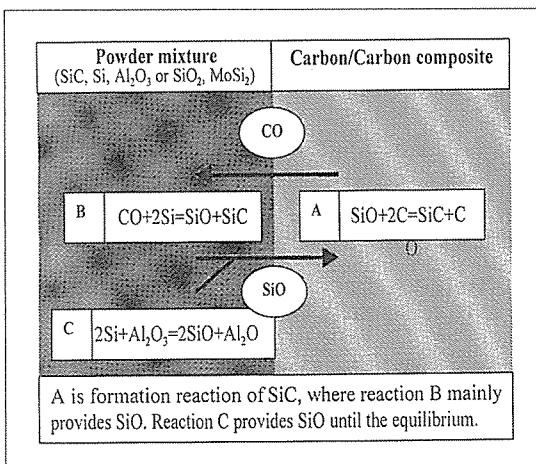 Powder mixture
(SiC, Si, Al₂O₃ or SiO₂, MoSi₂)
Carbon/Carbon composite
CO
B
CO+2Si=SiO+SiC
A
SiO+2C=SiC+C
O
SiO
C
2Si+Al₂O₃=2SiO+Al₂O
A is formation reaction of SiC, where reaction B mainly
provides SiO. Reaction C provides SiO until the equilibrium.